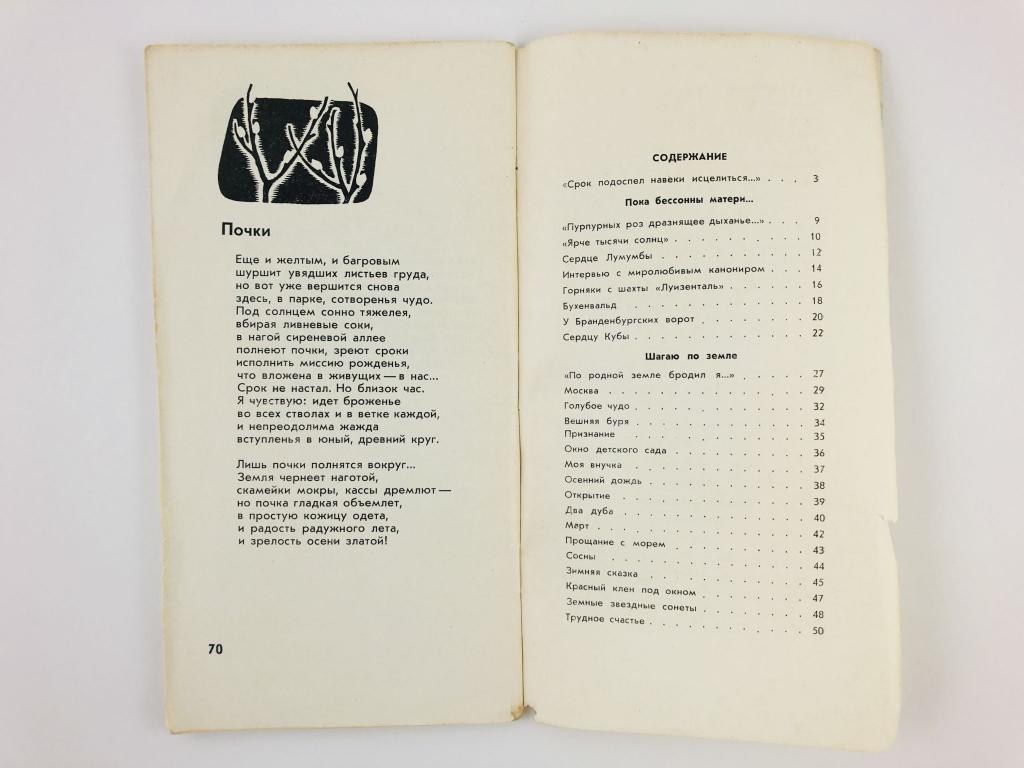 Почки
Еще и желтым, и багровым
шуршит увядших листьев груда,
но вот уже вершится снова
здесь, в парке, сотворенья чудо.
Под солнцем сонно тяжелея,
вбирая ливневые соки,
в нагой сиреневой аллее
полнеют почки, зреют сроки
исполнить миссию рожденья,
что вложена в живущих — в нас...
Срок не настал. Но близок час.
Я чувствую: идет броженье
во всех стволах и в ветке каждой,
и непреодолима жажда
вступленья в юный, древний круг.
Лишь почки полнятся вокруг...
Земля чернеет наготой,
скамейки мокры, кассы дремлют —
но почка гладкая объемлет,
в простую кожицу одета,
и радость радужного лета,
и зрелость осени златой!
70
СОДЕРЖАНИЕ
«Срок подоспел навеки исцелиться...» . . . 3
Пока бессонны матери...
«Пурпурных роз дразнящее дыханье...» . . . 9
«Ярче тысячи солнц» . . . . . . . . . . 10
Сердце Лумумбы . . . . . . . . . . . 12
Интервью с миролюбивым канониром . . . . 14
Горняки с шахты «Луизенталь» . . . . . . 16
Бухенвальд . . . . . . . . . . . . 18
У Бранденбургских ворот . . . . . . . . 20
Сердцу Кубы . . . . . . . . . . . . 22
Шагаю по земле
«По родной земле бродил я...» . . . . . 27
Москва . . . . . . . . . . . . . . 29
Голубое чудо . . . . . . . . . . . . 32
Вешняя буря . . . . . . . . . . . . 34
Признание . . . . . . . . . . . . 35
Окно детского сада . . . . . . . . . . 36
Моя внучка . . . . . . . . . . . . 37
Осенний дождь . . . . . . . . . . . 38
Открытие . . . . . . . . . . . . . 39
Два дуба . . . . . . . . . . . . . 40
Март . . . . . . . . . . . . . . 42
Прощание с морем . . . . . . . . . . 43
Сосны . . . . . . . . . . . . . . 44
Зимняя сказка . . . . . . . . . . . 45
Красный клен под окном . . . . . . . . 47
Земные звездные сонеты . . . . . . . . 48
Трудное счастье . . . . . . . . . . . 50